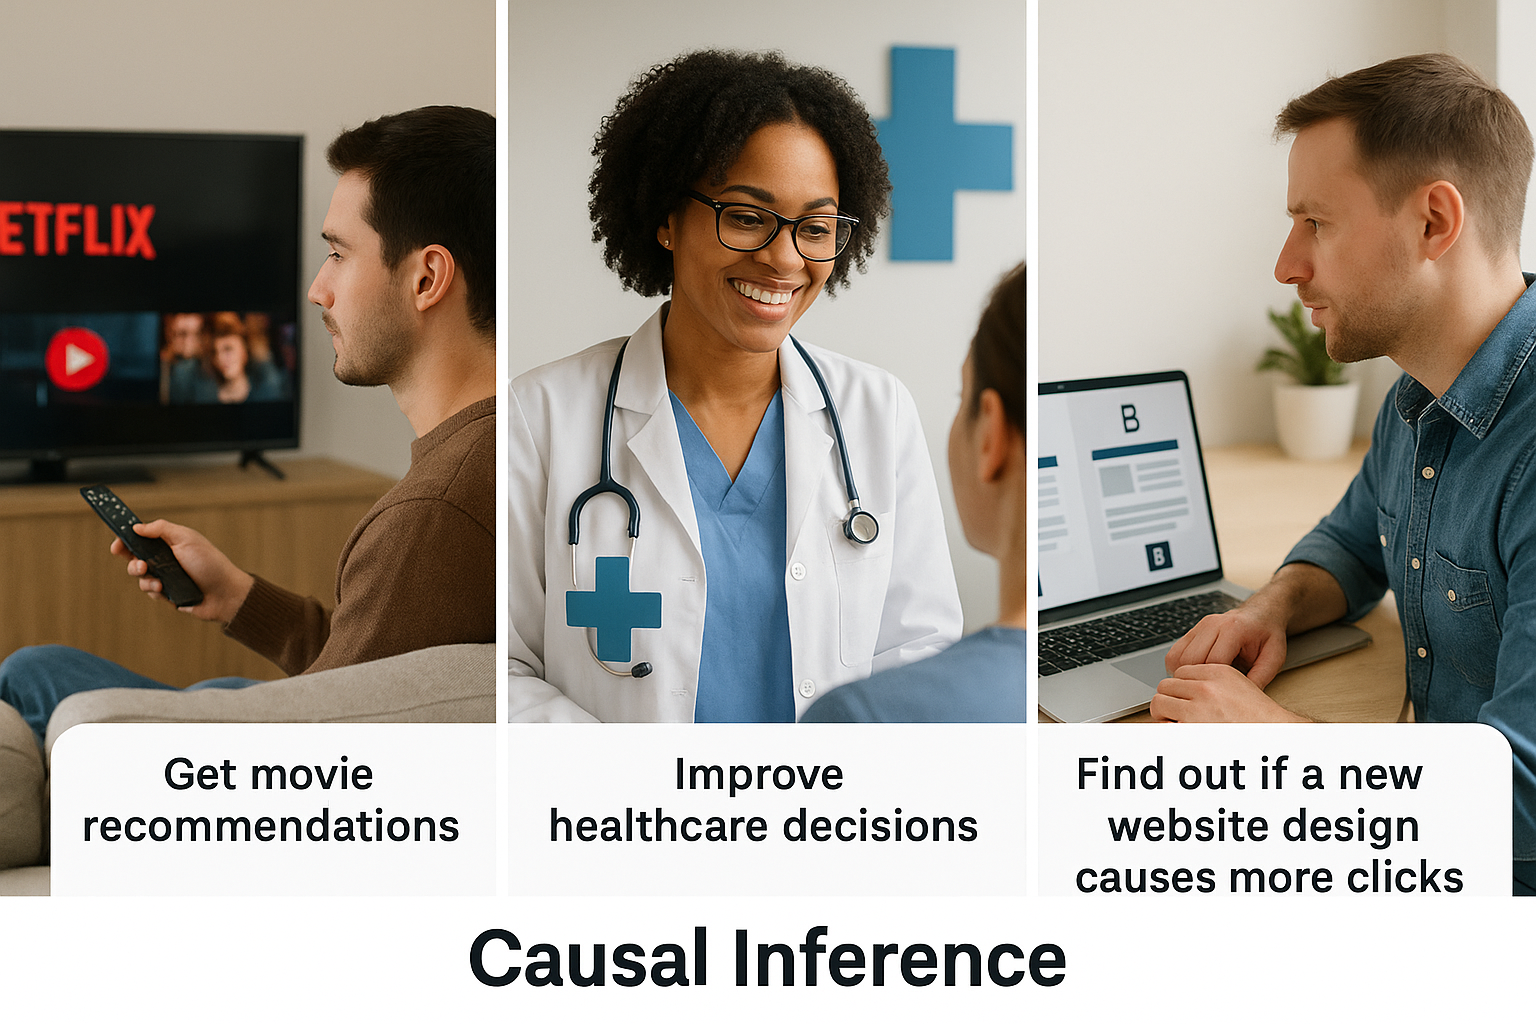 ETFLIX
B
B
Get movie
recommendations
Improve
healthcare decisions
Find out if a new
website design
causes more clicks
Causal Inference